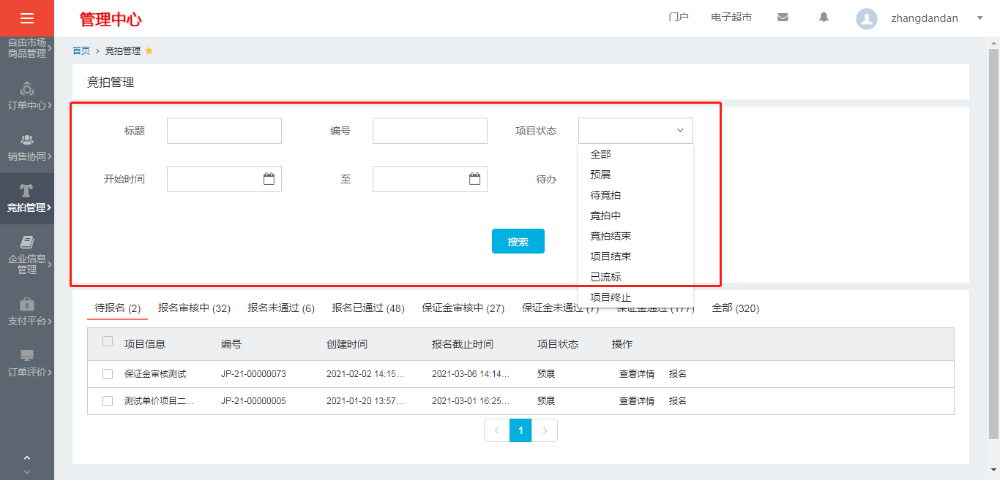 管理中心
门户
电子超市
zhangdandan
自由市场
商品管理
订单中心
销售协同
竞拍管理
企业信息
管理
支付平台
订单评价
首页 > 竞拍管理
竞拍管理
标题
编号
项目状态
开始时间
至
待办
全部
预展
待竞拍
竞拍中
竞拍结束
项目结束
已流标
项目终止
搜索
待报名 (2) 报名审核中 (32) 报名未通过 (6) 报名已通过 (48) 保证金审核中 (27) 保证金未通过 (7) 保证金通过 (177) 全部 (320)
项目信息 编号 创建时间 报名截止时间 项目状态 操作
保证金审核测试 JP-21-00000073 2021-02-02 14:15... 2021-03-06 14:14... 预展 查看详情 报名
测试单价项目二... JP-21-00000005 2021-01-20 13:57... 2021-03-01 16:25... 预展 查看详情 报名
1